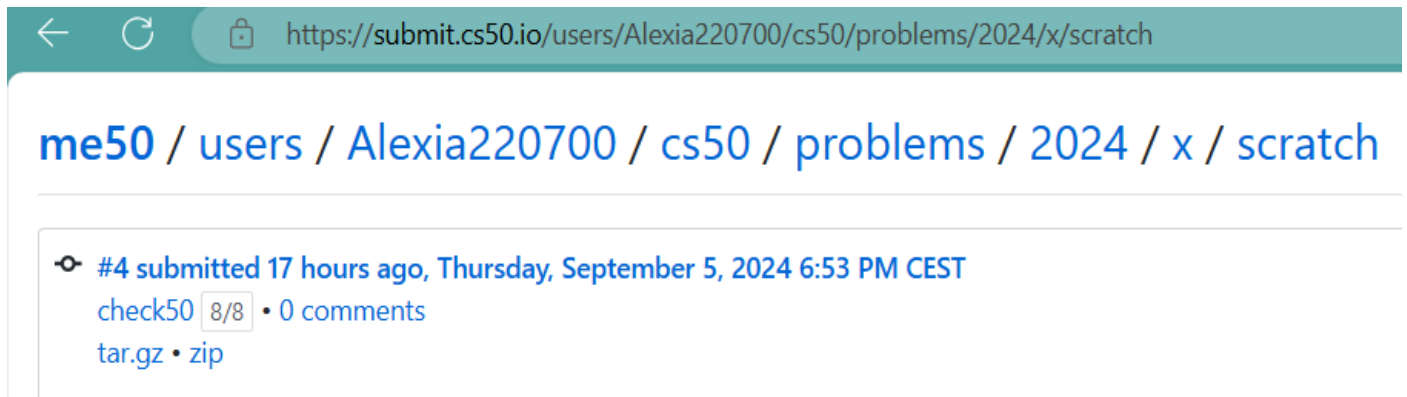 https://submit.cs50.io/users/Alexia220700/cs50/problems/2024/x/scratch
me50 / users / Alexia220700 / cs50 / problems / 2024 / x / scratch
#4 submitted 17 hours ago, Thursday, September 5, 2024 6:53 PM CEST
check50 8/8 • 0 comments
tar.gz • zip